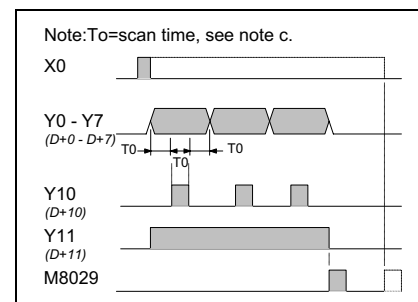 Note:To=scan time, see note c.
X0
Y0 - Y7
(D+0 - D+7)
T0
T0
T0
Y10
(D+10)
Y11
(D+11)
M8029